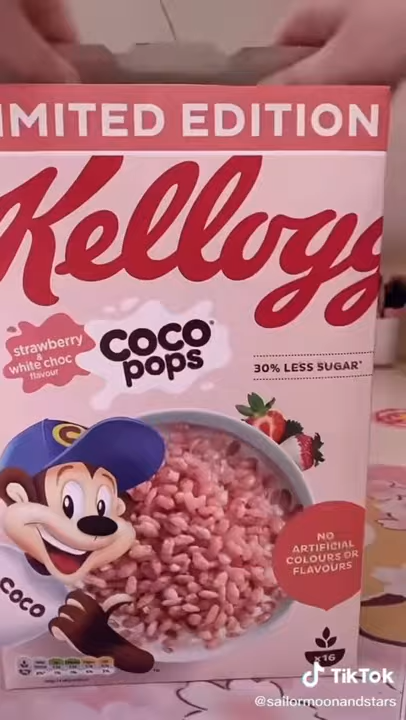 IMITED EDITION
Kellogg
strawberry
&
white choc
flavour
COCO
pops
30% LESS SUGAR*
NO
ARTIFICIAL
COLOURS OR
FLAVOURS
C
COCO
x16
TikTok
@sailormoonandstars